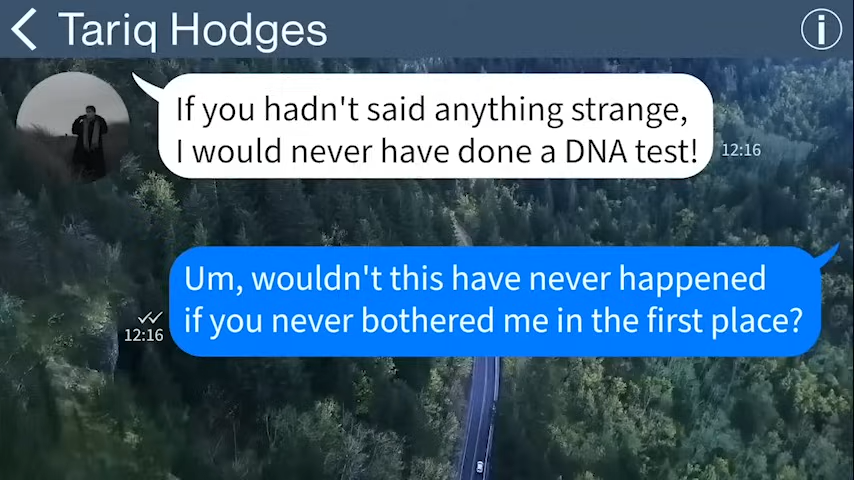 Tariq Hodges
If you hadn't said anything strange,
I would never have done a DNA test!
12:16
Um, wouldn't this have never happened
if you never bothered me in the first place?
12:16